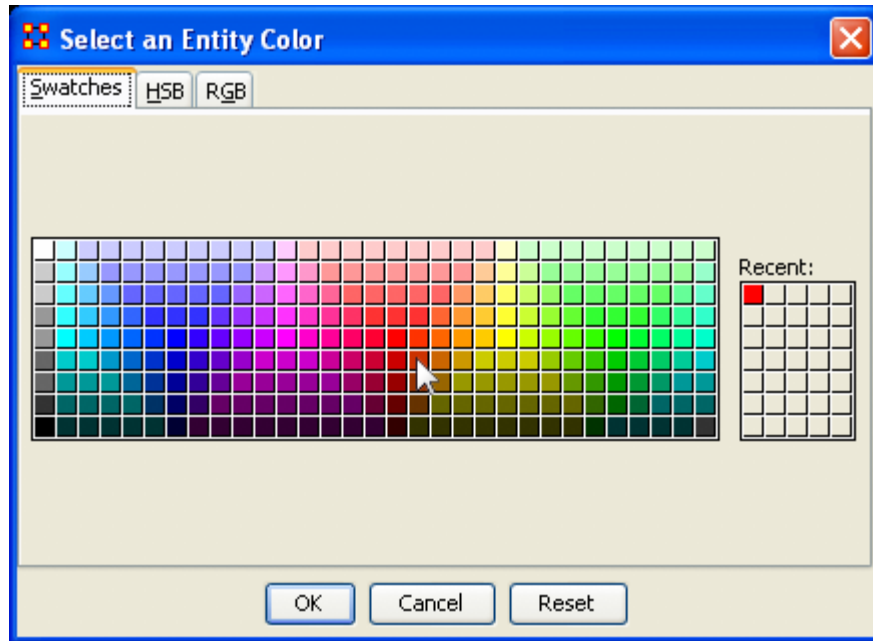 Select an Entity Color
Swatches HSB RGB
Recent:
OK Cancel Reset